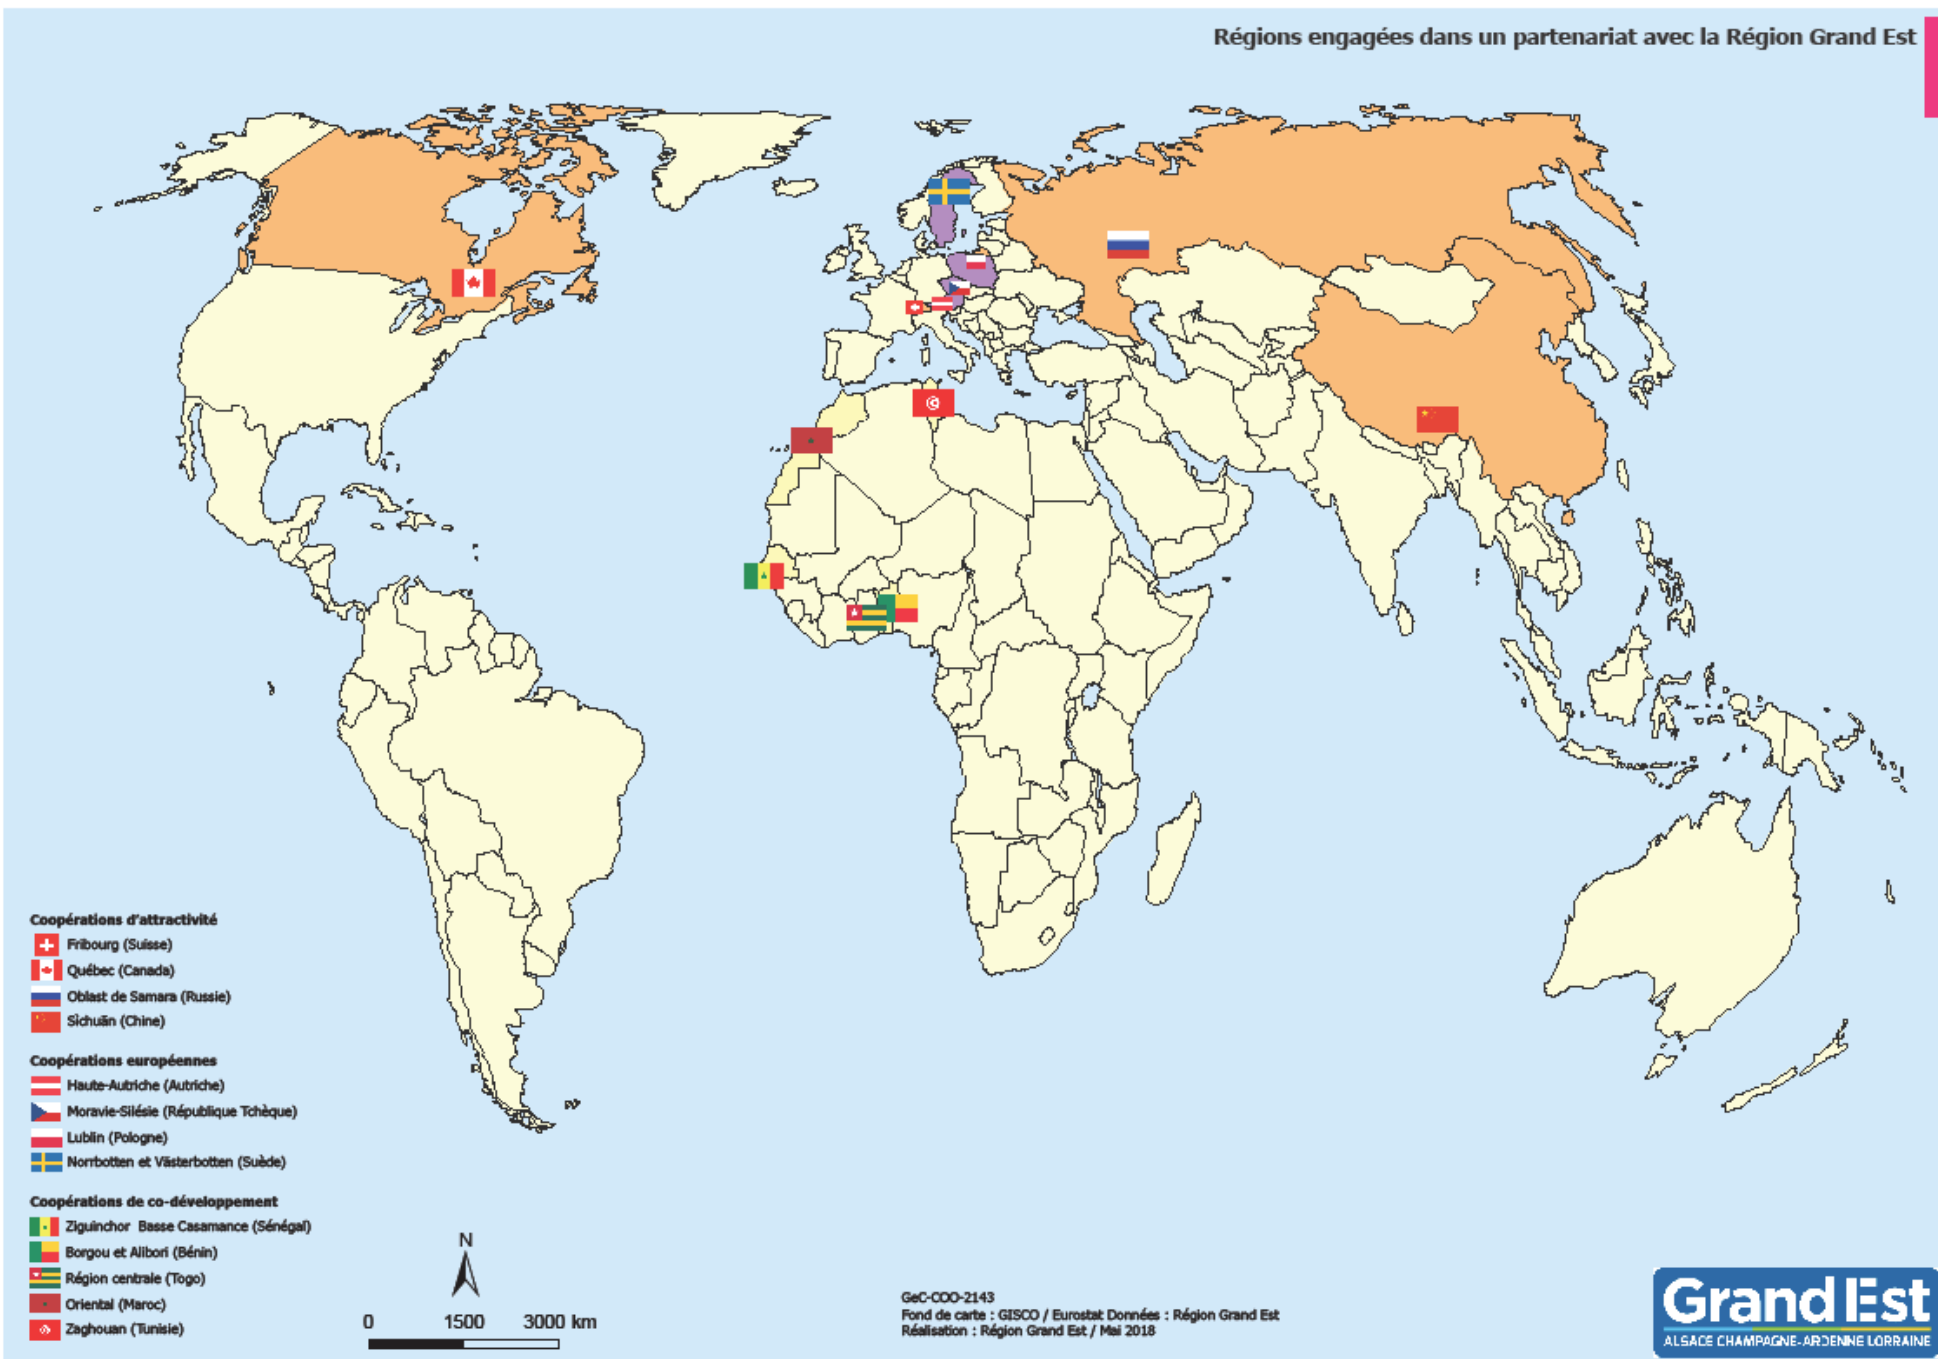 Régions engagées dans un partenariat avec la Région Grand Est
Coopérations d'attractivité
Fribourg (Suisse)
Québec (Canada)
Oblast de Samara (Russie)
Sìchuān (Chine)
Coopérations européennes
Haute-Autriche (Autriche)
Moravie-Silésie (République Tchèque)
Lublin (Pologne)
Norrbotten et Västerbotten (Suède)
Coopérations de co-développement
Ziguinchor Basse Casamance (Sénégal)
Borgou et Alibori (Bénin)
Région centrale (Togo)
Oriental (Maroc)
Zaghouan (Tunisie)
N
0 1500 3000 km
GeC-COO-2143
Fond de carte : GISCO / Eurostat Données : Région Grand Est
Réalisation : Région Grand Est / Mai 2018
Grand Est
ALSACE CHAMPAGNE-ARDENNE LORRAINE